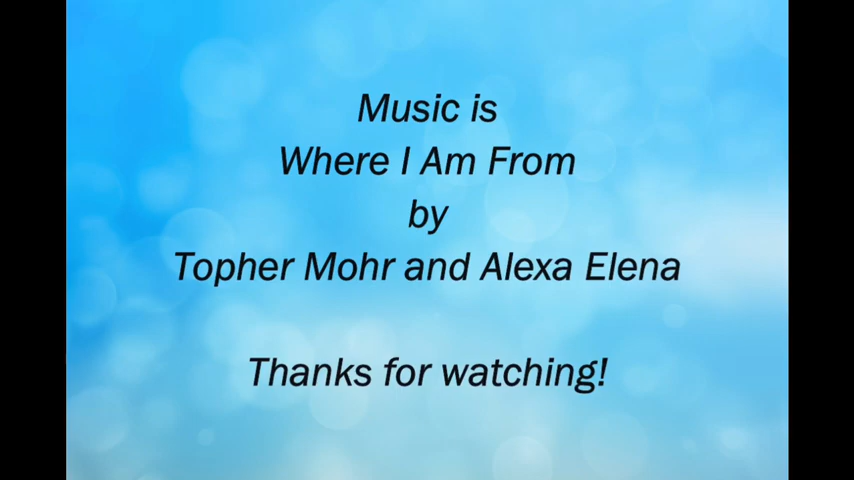 Music is
Where I Am From
by
Topher Mohr and Alexa Elena
Thanks for watching!